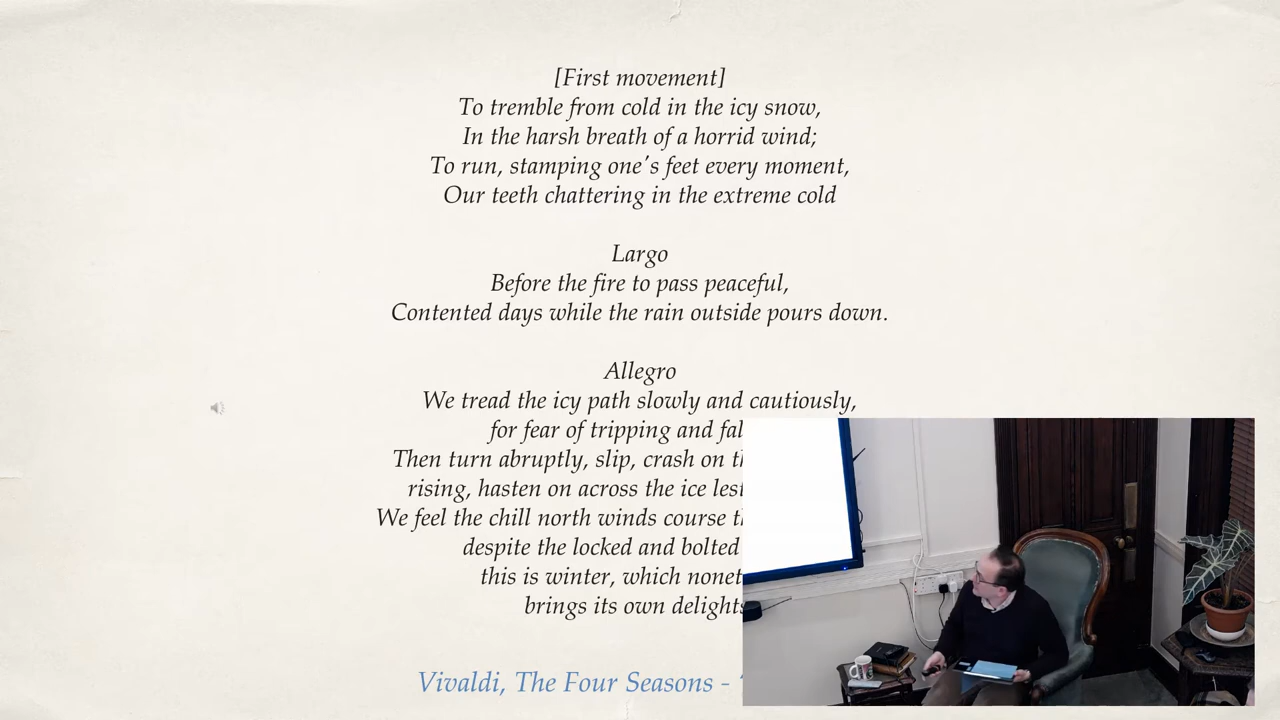 [First movement]
To tremble from cold in the icy snow,
In the harsh breath of a horrid wind;
To run, stamping one's feet every moment,
Our teeth chattering in the extreme cold
Largo
Before the fire to pass peaceful,
Contented days while the rain outside pours down.
Allegro
We tread the icy path slowly and cautiously,
for fear of tripping and
Then turn abruptly, slip, crash on
rising, hasten on across the ice lest
We feel the chill north winds course
despite the locked and bolted
this is winter, which
brings its own delights
Vivaldi, The Four Seasons -